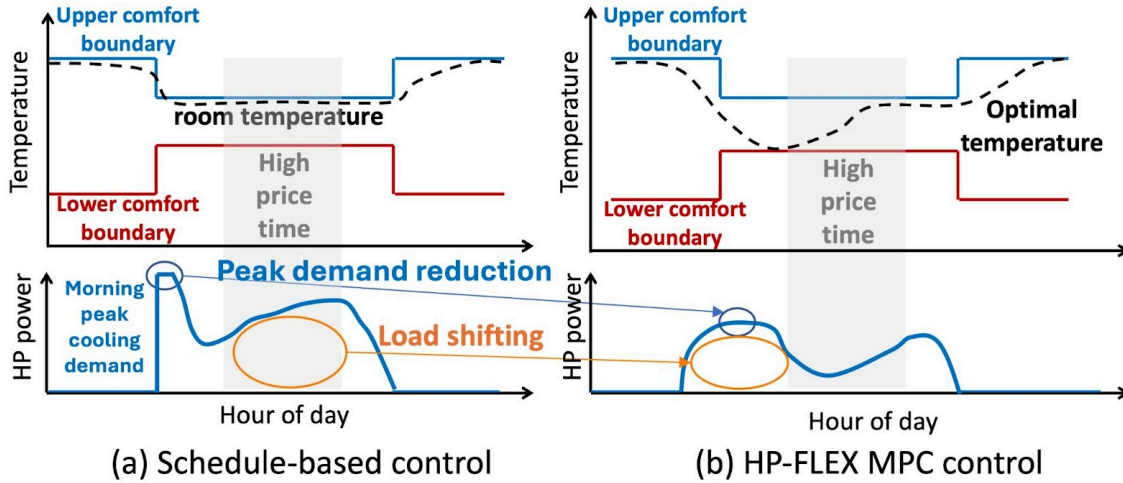 Upper comfort
boundary
Temperature
room temperature
High
price
time
Lower comfort
boundary
HP power
Morning
peak
cooling
demand
Peak demand reduction
Load shifting
Hour of day
(a) Schedule-based control
Upper comfort
boundary
Temperature
Optimal
temperature
High
price
time
Lower comfort
boundary
HP power
Hour of day
(b) HP-FLEX MPC control